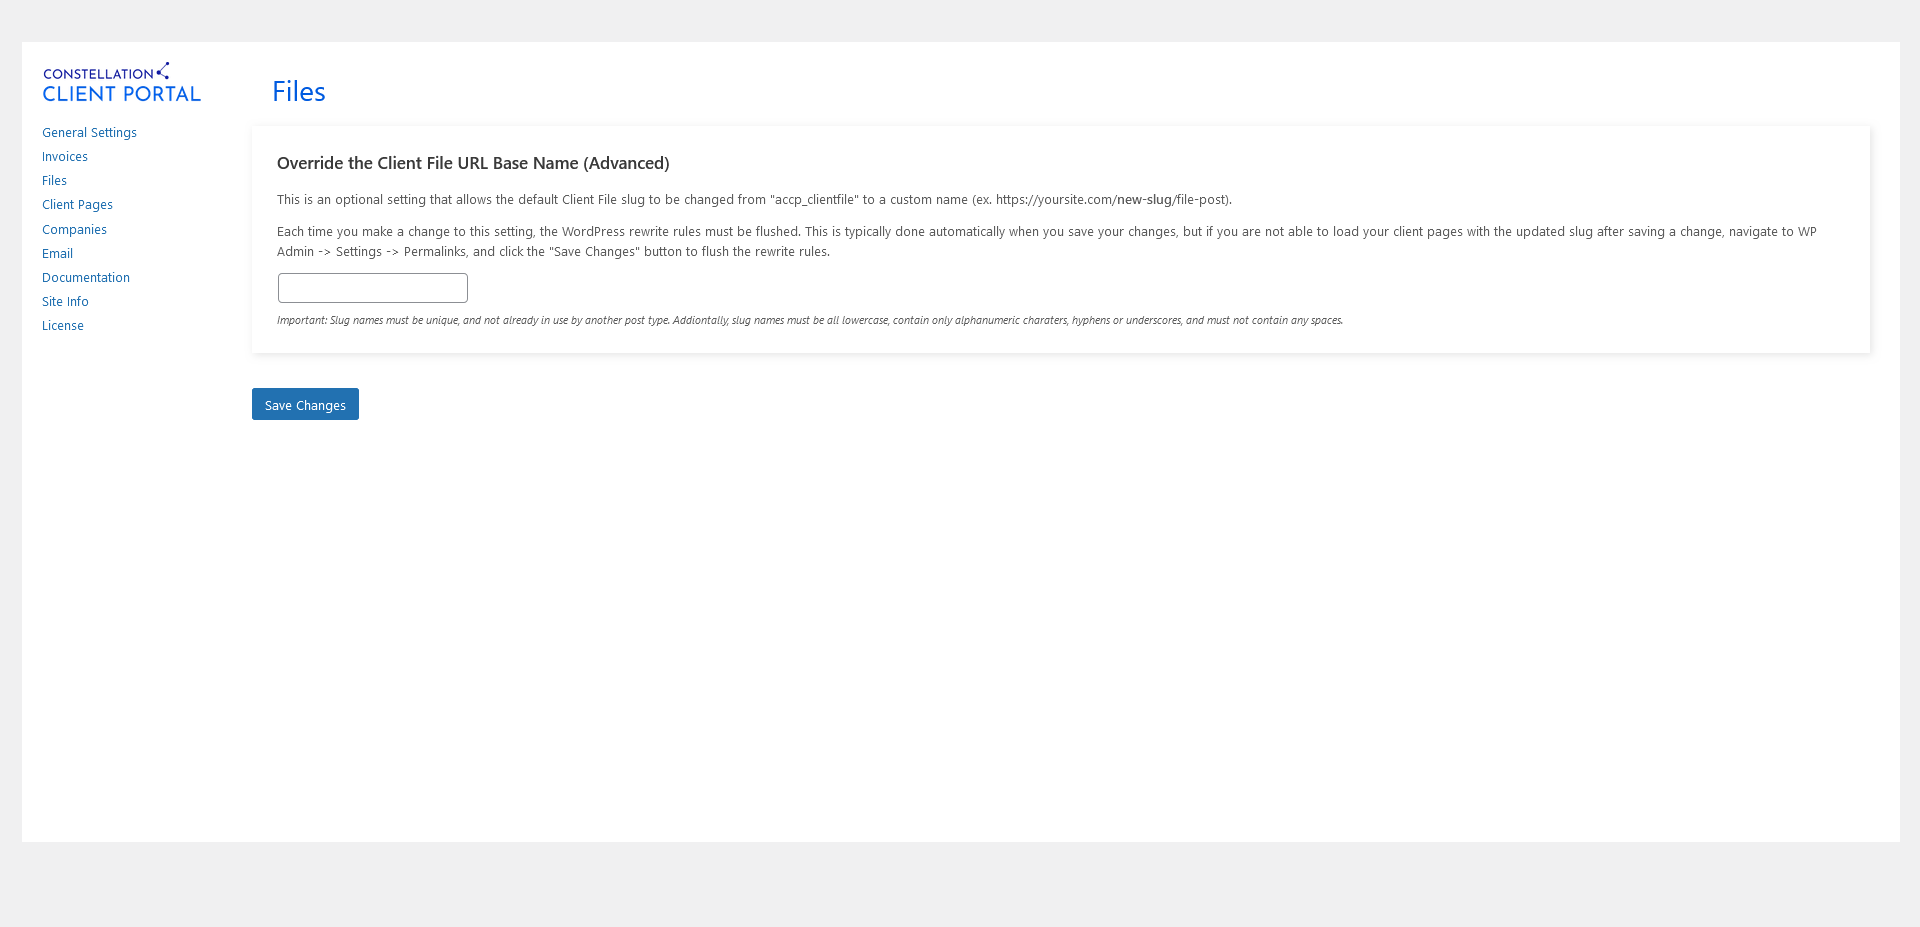 CONSTELLATION
CLIENT PORTAL
General Settings
Invoices
Files
Client Pages
Companies
Email
Documentation
Site Info
License
Files
Override the Client File URL Base Name (Advanced)
This is an optional setting that allows the default Client File slug to be changed from "accp_clientfile" to a custom name (ex. https://yoursite.com/new-slug/file-post).
Each time you make a change to this setting, the WordPress rewrite rules must be flushed. This is typically done automatically when you save your changes, but if you are not able to load your client pages with the updated slug after saving a change, navigate to WP
Admin -> Settings -> Permalinks, and click the "Save Changes" button to flush the rewrite rules.
Important: Slug names must be unique, and not already in use by another post type. Addiontally, slug names must be all lowercase, contain only alphanumeric charaters, hyphens or underscores, and must not contain any spaces.
Save Changes